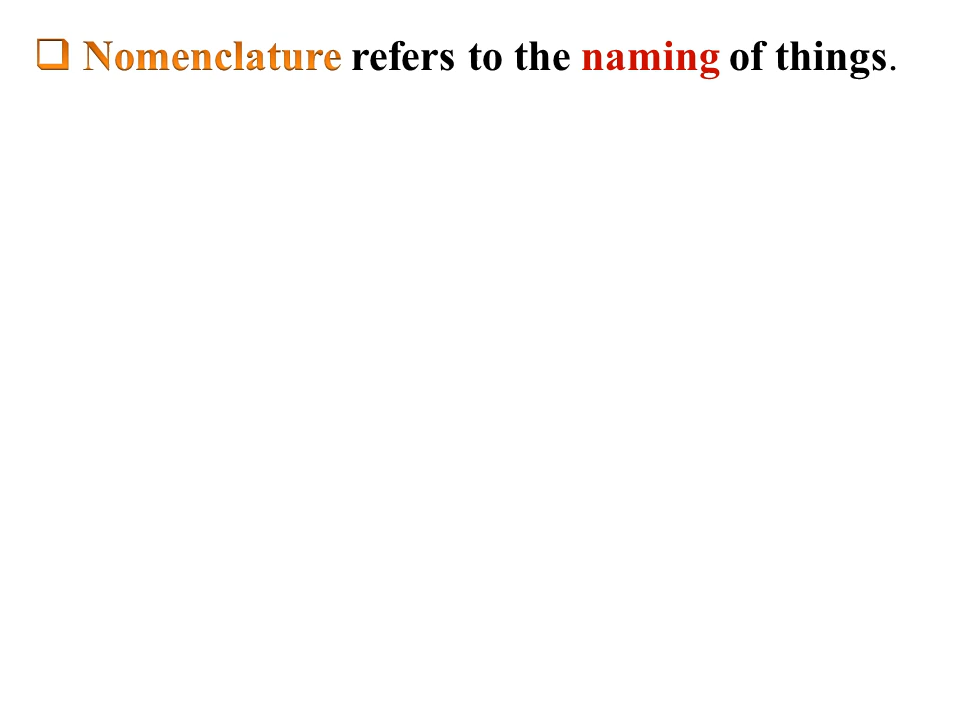 ❑ Nomenclature refers to the naming of things.